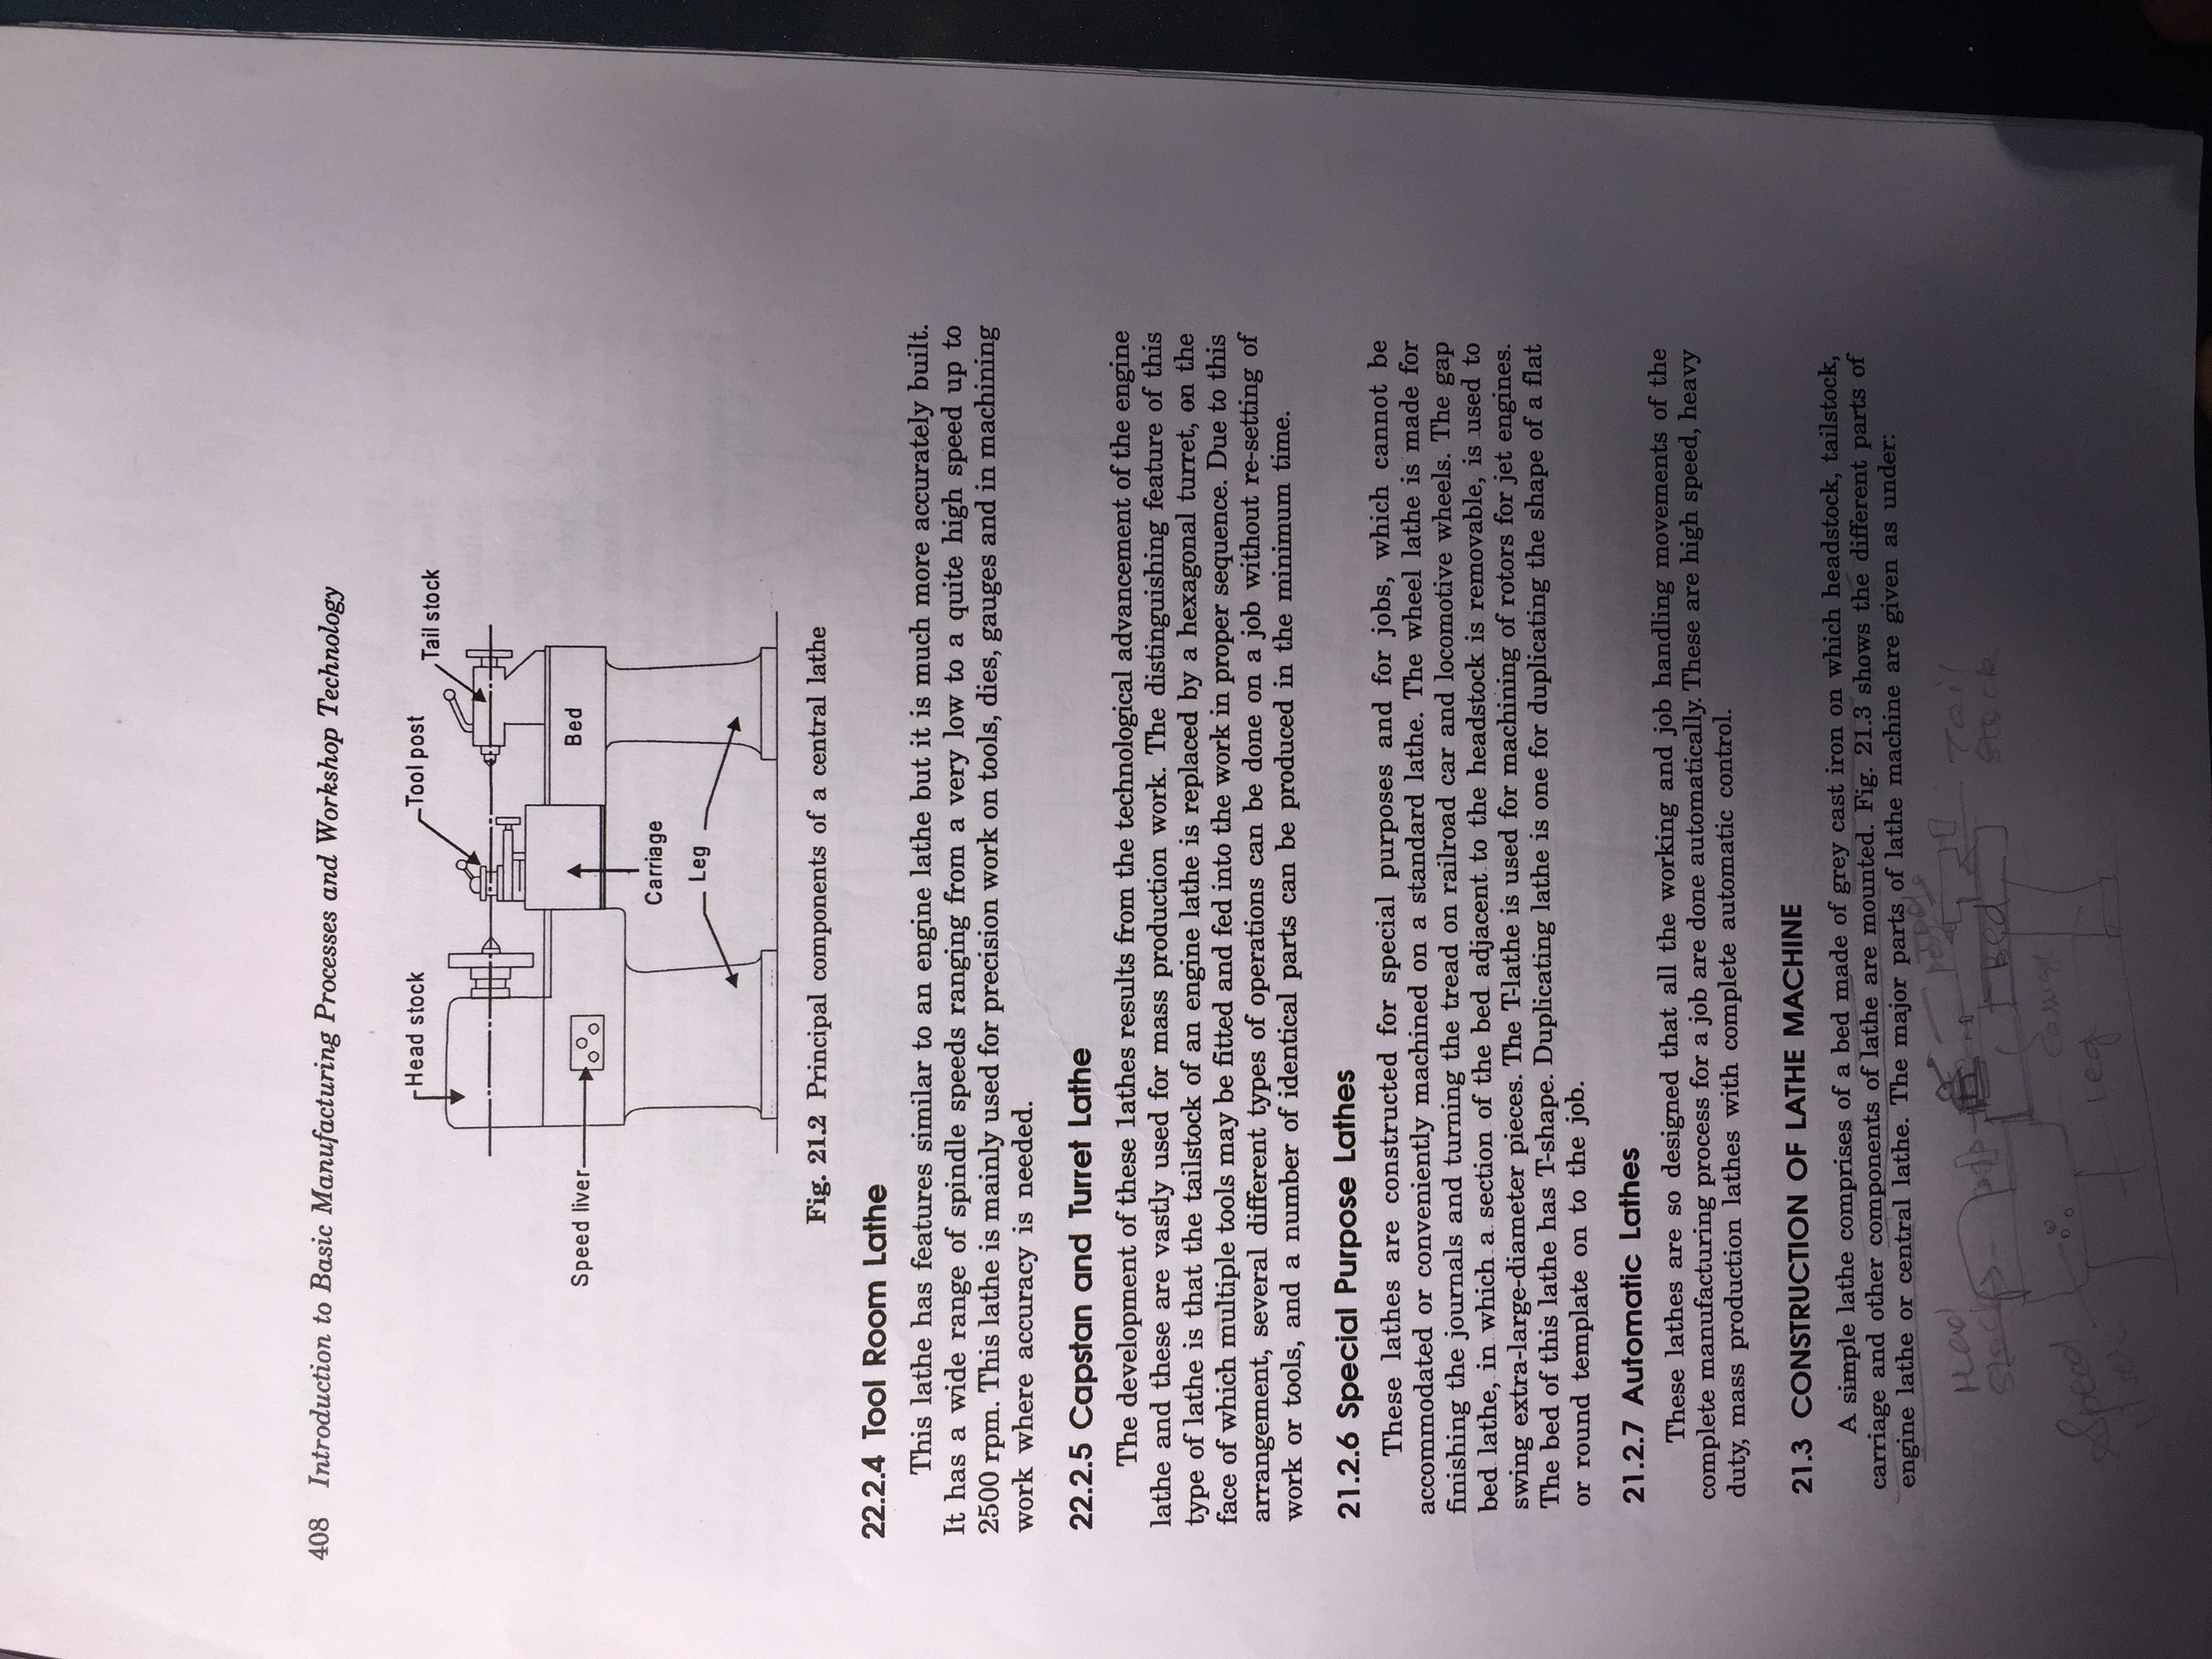 408 Introduction to Basic Manufacturing Processes and Workshop Technology
Head stock
Tool post
Tail stock
Speed liver
Bed
Carriage
Leg
Fig. 21.2 Principal components of a central lathe
22.2.4 Tool Room Lathe
This lathe has features similar to an engine lathe but it is much more accurately built.
It has a wide range of spindle speeds ranging from a very low to a quite high speed up to
2500 rpm. This lathe is mainly used for precision work on tools, dies, gauges and in machining
work where accuracy is needed.
22.2.5 Capstan and Turret Lathe
The development of these lathes results from the technological advancement of the engine
lathe and these are vastly used for mass production work. The distinguishing feature of this
type of lathe is that the tailstock of an engine lathe is replaced by a hexagonal turret, on the
face of which multiple tools may be fitted and fed into the work in proper sequence. Due to this
arrangement, several different types of operations can be done on a job without re-setting of
work or tools, and a number of identical parts can be produced in the minimum time.
21.2.6 Special Purpose Lathes
These lathes are constructed for special purposes and for jobs, which cannot be
accommodated or conveniently machined on a standard lathe. The wheel lathe is made for
finishing the journals and turning the tread on railroad car and locomotive wheels. The gap
bed lathe, in which a section of the bed adjacent to the headstock is removable, is used to
swing extra-large-diameter pieces. The T-lathe is used for machining of rotors for jet engines.
The bed of this lathe has T-shape. Duplicating lathe is one for duplicating the shape of a flat
or round template on to the job.
21.2.7 Automatic Lathes
These lathes are so designed that all the working and job handling movements of the
complete manufacturing process for a job are done automatically. These are high speed, heavy
duty, mass production lathes with complete automatic control.
21.3 CONSTRUCTION OF LATHE MACHINE
A simple lathe comprises of a bed made of grey cast iron on which headstock, tailstock,
carriage and other components of lathe are mounted. Fig. 21.3 shows the different parts of
engine lathe or central lathe. The major parts of lathe machine are given as under:
Head
stock
Tail
stock
Bed
Speed
leg